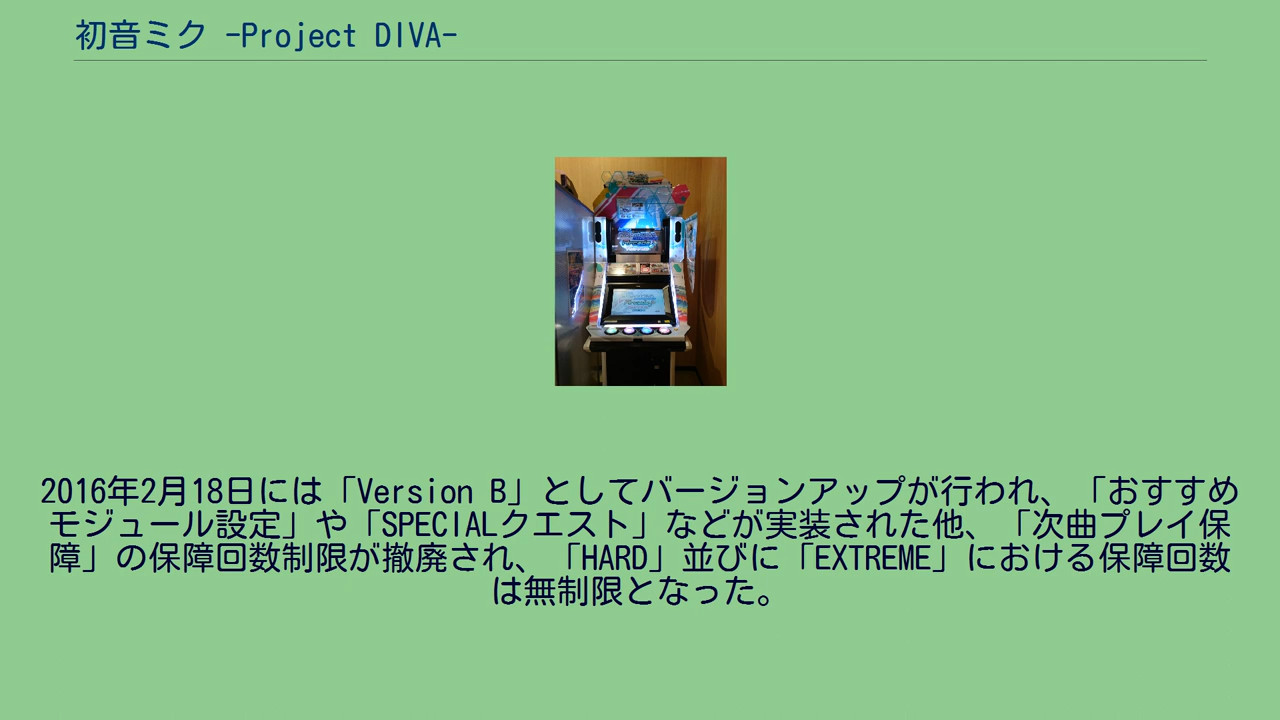 初音ミク -Project DIVA-
2016年2月18日には「Version B」としてバージョンアップが行われ、「おすすめ
モジュール設定」や「SPECIALクエスト」などが実装された他、「次曲プレイ保
障」の保障回数制限が撤廃され、「HARD」並びに「EXTREME」における保障回数
は無制限となった。